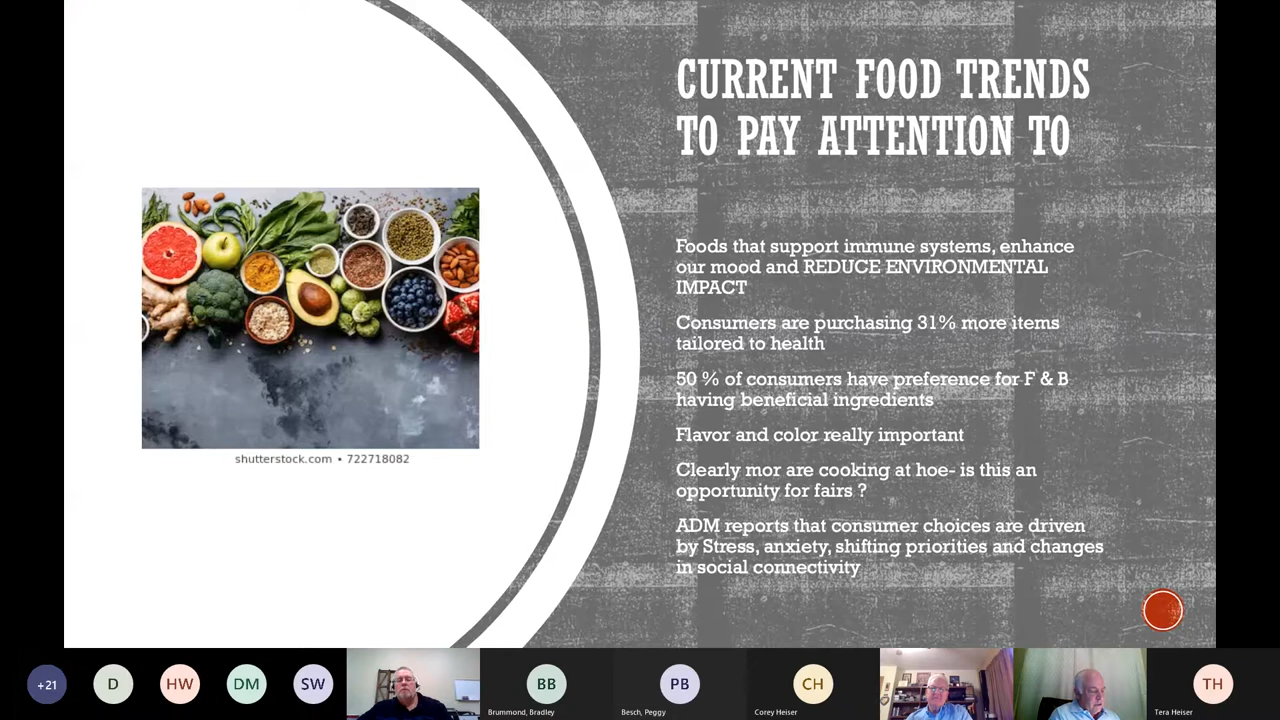 CURRENT FOOD TRENDS
TO PAY ATTENTION TO
Foods that support immune systems, enhance
our mood and REDUCE ENVIRONMENTAL
IMPACT
Consumers are purchasing 31% more items
tailored to health
50 % of consumers have preference for F & B
having beneficial ingredients
Flavor and color really important
Clearly mor are cooking at hoe- is this an
opportunity for fairs ?
ADM reports that consumer choices are driven
by Stress, anxiety, shifting priorities and changes
in social connectivity
shutterstock.com • 722718082
+21
D
HW
DM
SW
BB
Brummond, Bradley
PB
Besch, Peggy
CH
Corey Heiser
TH
Tera Heiser